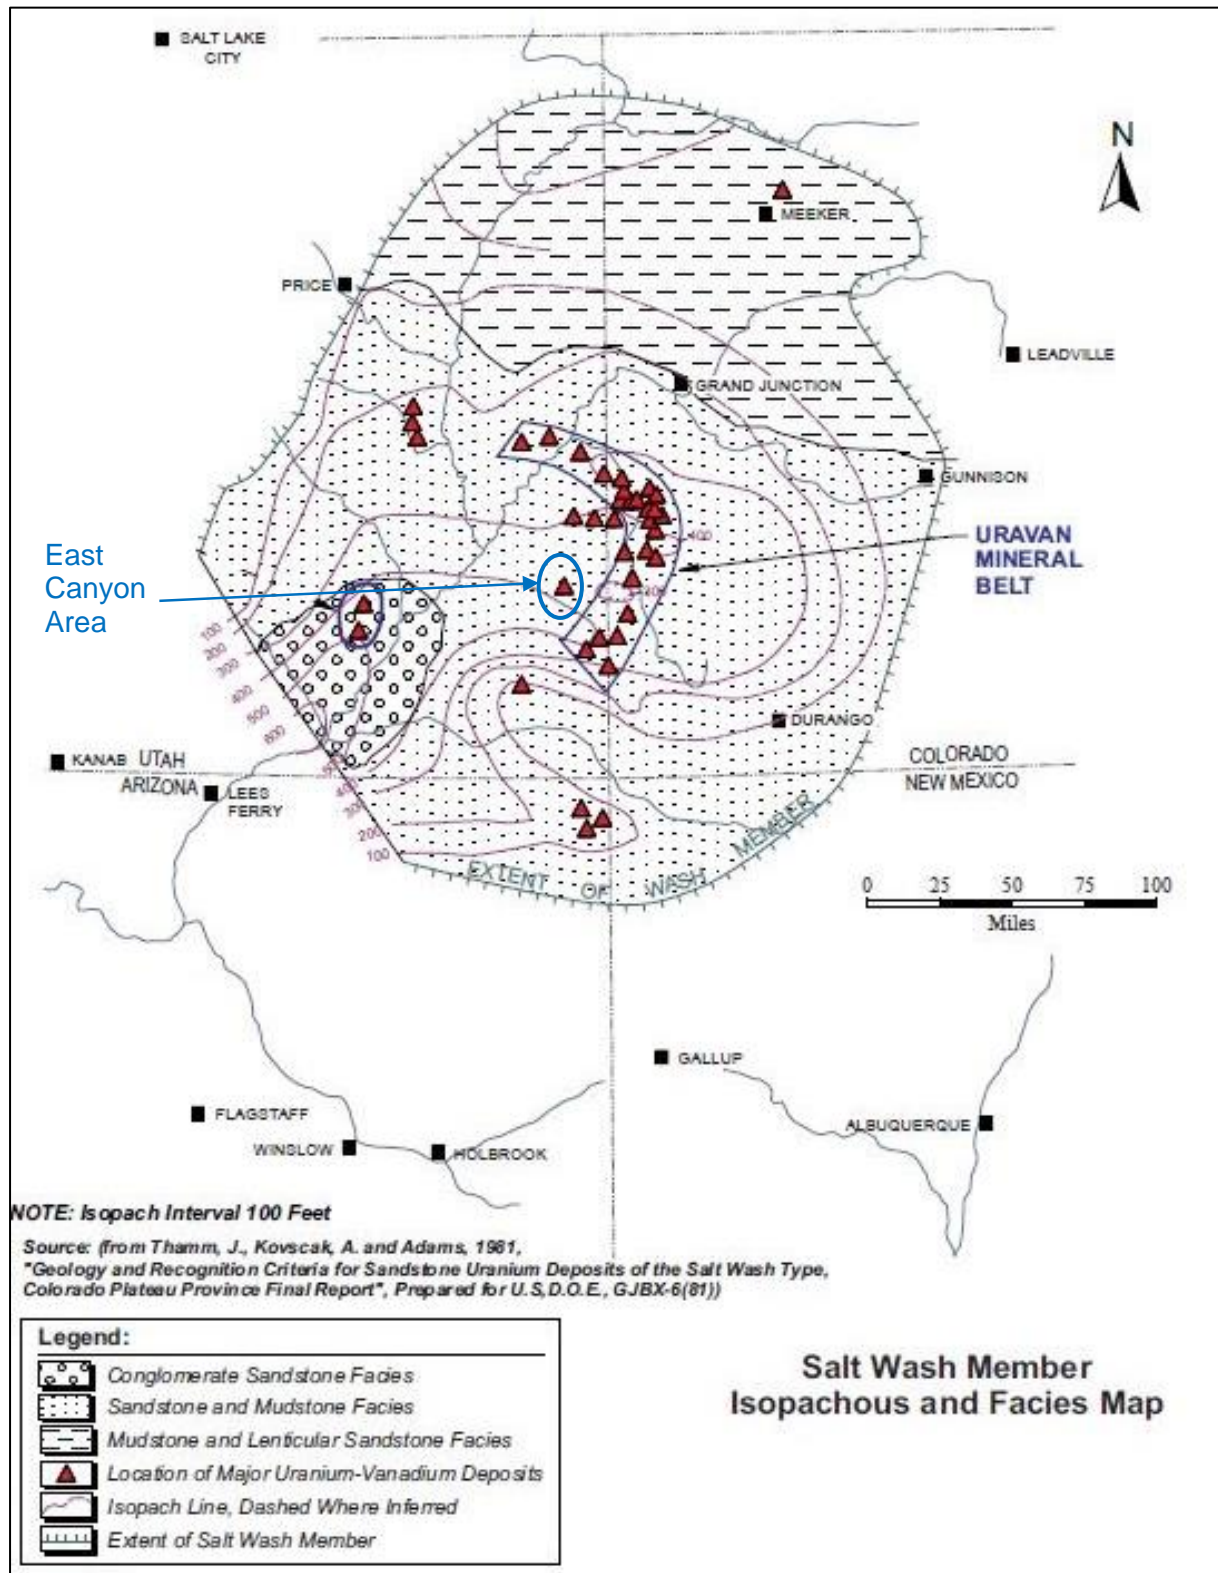 SALT LAKE
CITY
N
MEEKER
PRICE
LEADVILLE
GRAND JUNCTION
GUNNISON
URAVAN
MINERAL
BELT
400
300
East
Canyon
Area
100
200
300
400
500
600
DURANGO
KANAB
UTAH
ARIZONA
COLORADO
NEW MEXICO
LEES
FERRY
400
300
200
100
EXTENT OF WASH MEMBER
0 25 50 75 100
Miles
GALLUP
FLAGSTAFF
WINSLOW
HOLBROOK
ALBUQUERQUE
NOTE: Isopach Interval 100 Feet
Source: (from Thamm, J., Kovscak, A. and Adams, 1981,
"Geology and Recognition Criteria for Sandstone Uranium Deposits of the Salt Wash Type,
Colorado Plateau Province Final Report", Prepared for U.S,D.O.E., GJBX-6(81))
Legend:
Conglomerate Sandstone Facies
Sandstone and Mudstone Facies
Mudstone and Lenticular Sandstone Facies
Location of Major Uranium-Vanadium Deposits
Isopach Line, Dashed Where Inferred
Extent of Salt Wash Member
Salt Wash Member
Isopachous and Facies Map